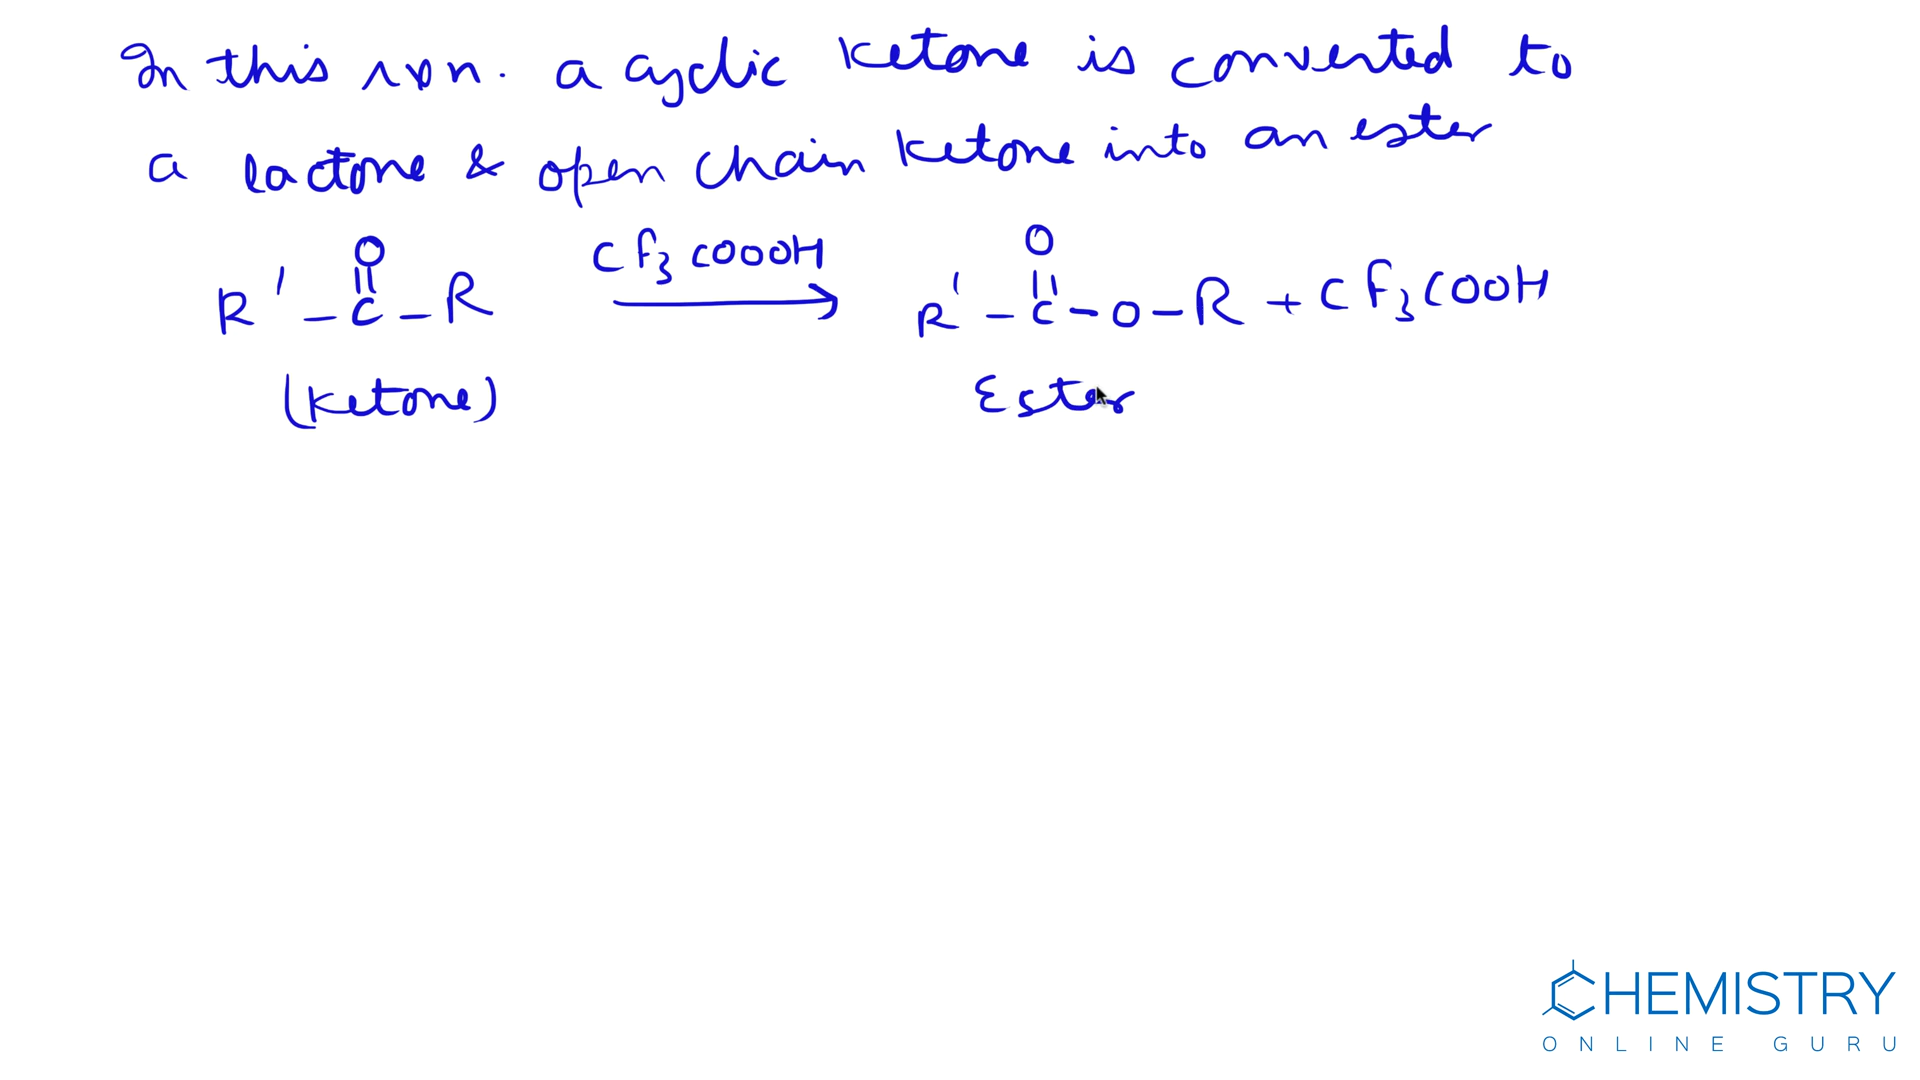 In this rxn. a cyclic ketone is converted to
a lactone & open chain ketone into an ester
O CF3COOOH O
R' - C - R → R' - C - O - R + CF3COOH
(Ketone) Ester
CHEMISTRY
ONLINE GURU